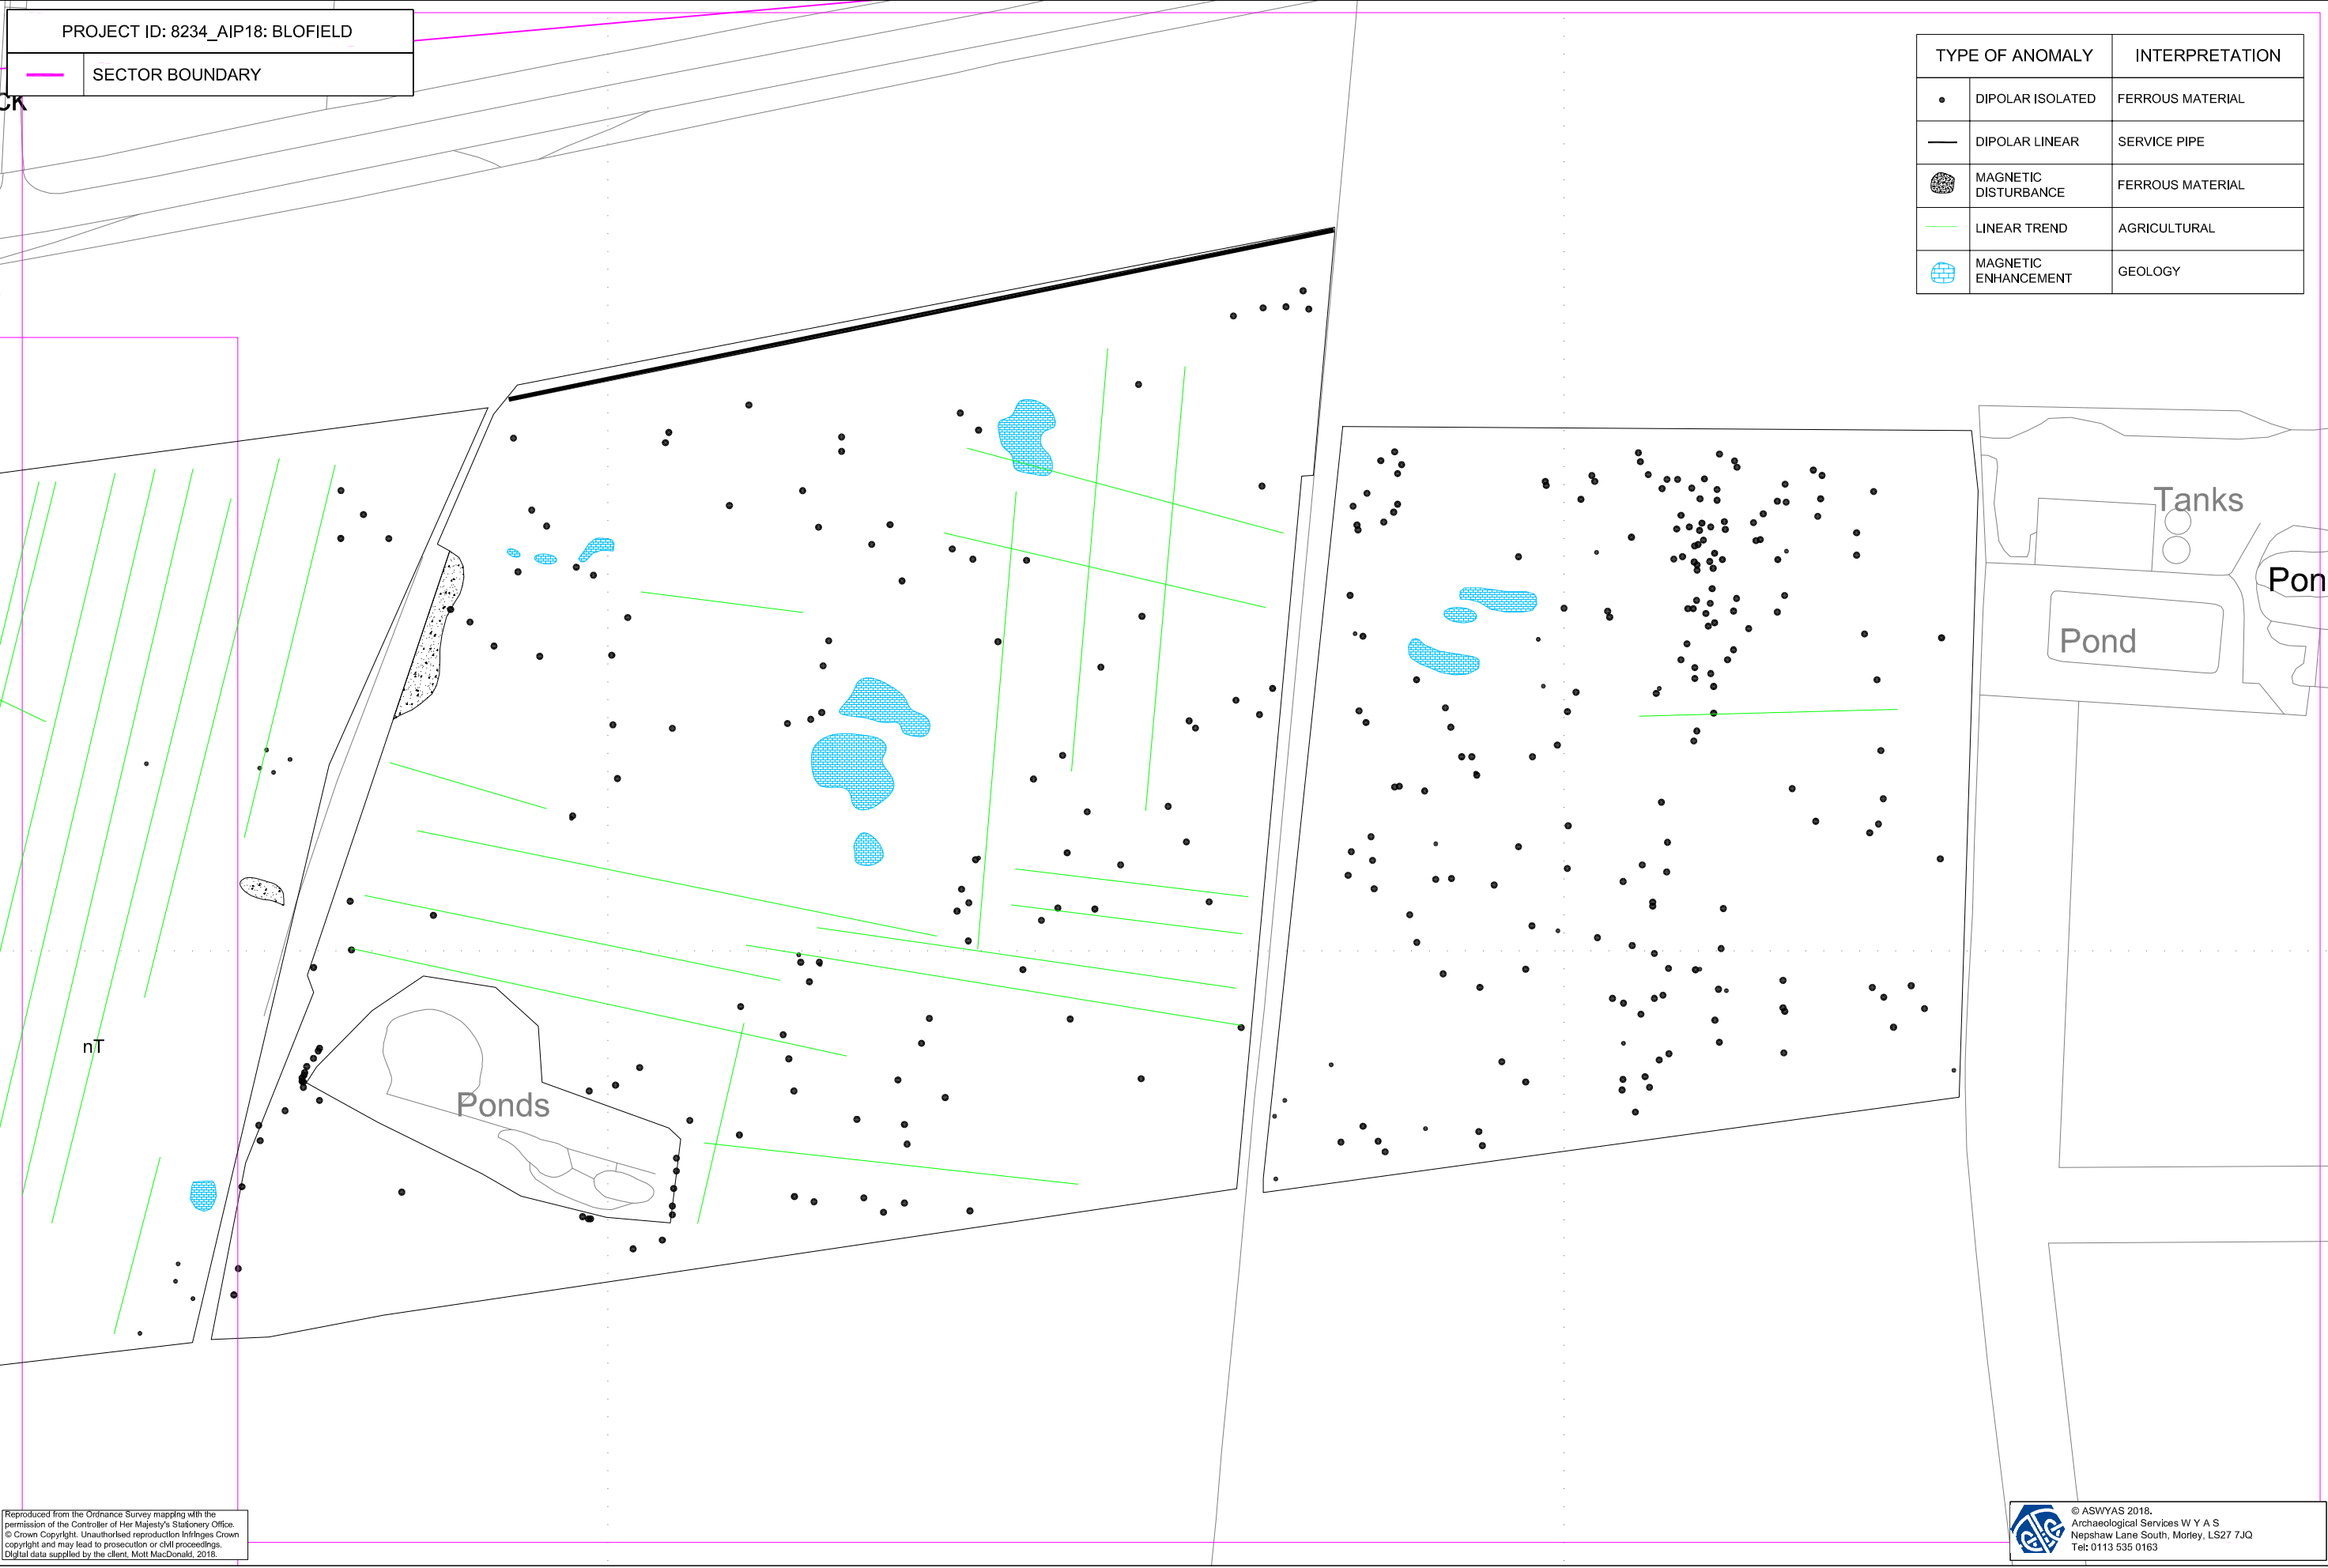 PROJECT ID: 8234_AIP18: BLOFIELD
SECTOR BOUNDARY
CK
TYPE OF ANOMALY
INTERPRETATION
DIPOLAR ISOLATED
FERROUS MATERIAL
DIPOLAR LINEAR
SERVICE PIPE
MAGNETIC
DISTURBANCE
FERROUS MATERIAL
LINEAR TREND
AGRICULTURAL
MAGNETIC
ENHANCEMENT
GEOLOGY
Tanks
Pon
Pond
nT
Ponds
Reproduced from the Ordnance Survey mapping with the
permission of the Controller of Her Majesty's Stationery Office.
© Crown Copyright. Unauthorised reproduction infringes Crown
copyright and may lead to prosecution or civil proceedings.
Digital data supplied by the client, Mott MacDonald, 2018.
© ASWYAS 2018.
Archaeological Services W Y A S
Nepshaw Lane South, Morley, LS27 7JQ
Tel: 0113 535 0163